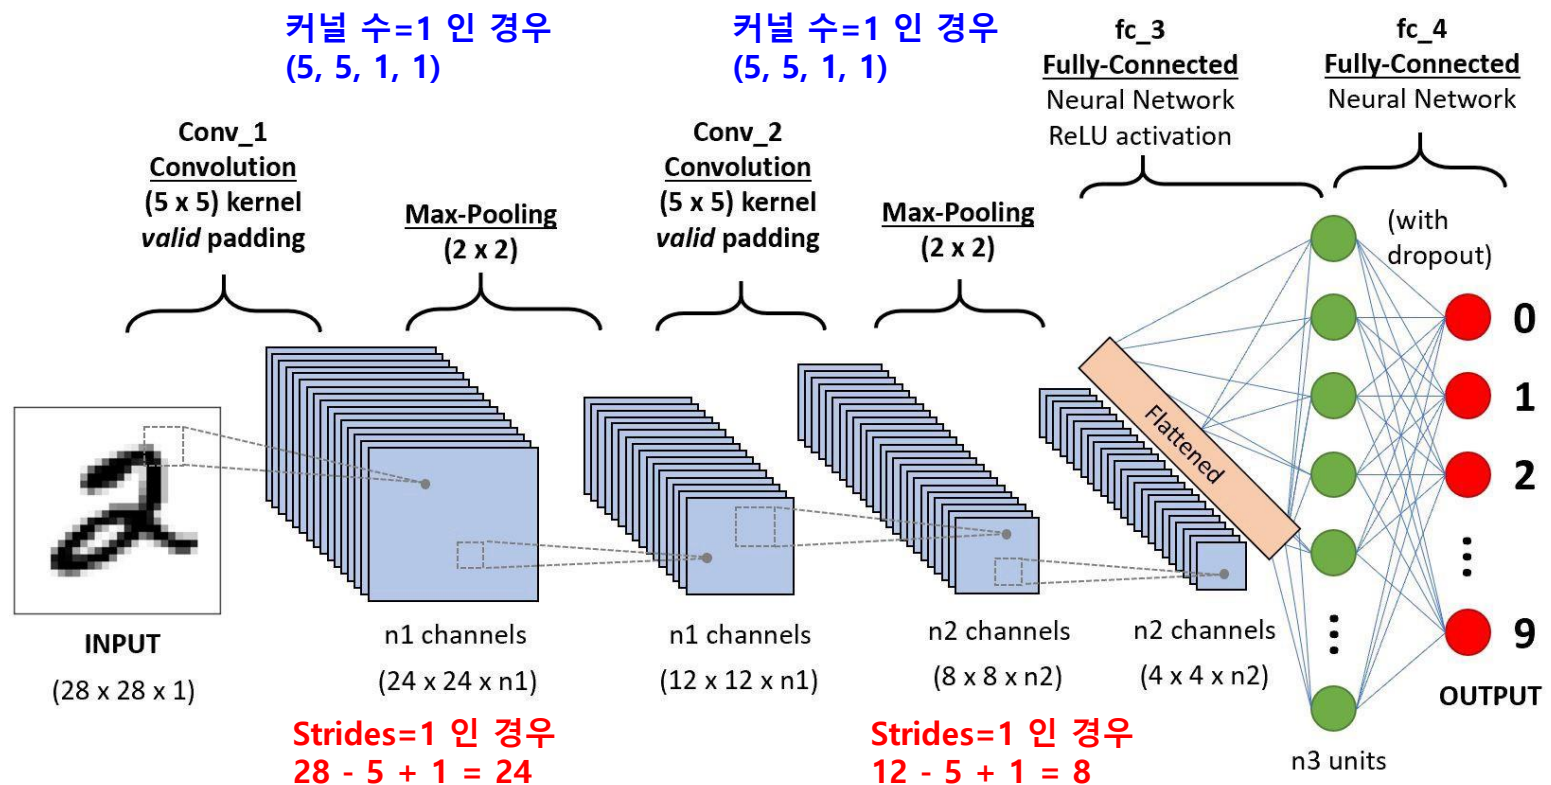 커널 수=1 인 경우
(5, 5, 1, 1)
커널 수=1 인 경우
(5, 5, 1, 1)
fc_3
Fully-Connected
Neural Network
ReLU activation
fc_4
Fully-Connected
Neural Network
Conv_1
Convolution
(5 x 5) kernel
valid padding
Max-Pooling
(2 x 2)
Conv_2
Convolution
(5 x 5) kernel
valid padding
Max-Pooling
(2 x 2)
(with
dropout)
Flattened
0
1
2
9
INPUT
(28 x 28 x 1)
n1 channels
(24 x 24 x n1)
n1 channels
(12 x 12 x n1)
n2 channels
(8 x 8 x n2)
n2 channels
(4 x 4 x n2)
OUTPUT
n3 units
Strides=1 인 경우
28 - 5 + 1 = 24
Strides=1 인 경우
12 - 5 + 1 = 8